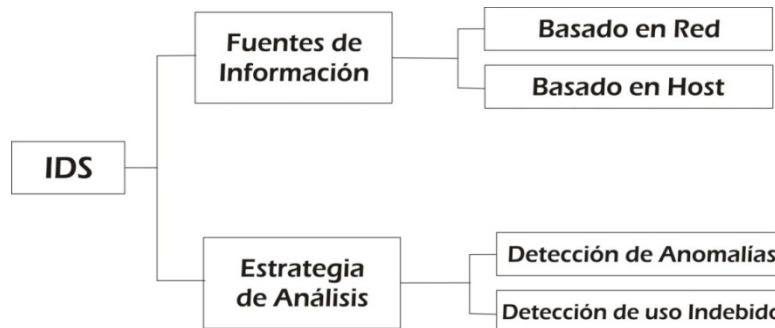 Fuentes de
Información
Basado en Red
Basado en Host
IDS
Estrategia
de Análisis
Detección de Anomalías
Detección de uso Indebido